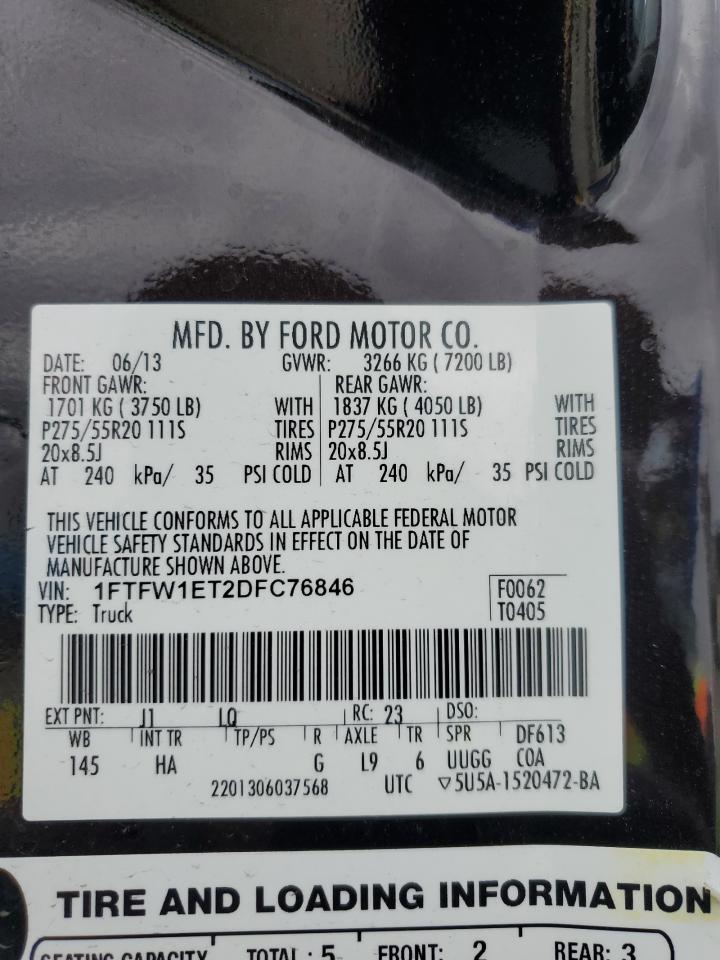 MFD. BY FORD MOTOR CO.
DATE: 06/13 GVWR: 3266 KG ( 7200 LB)
FRONT GAWR: REAR GAWR:
1701 KG ( 3750 LB) WITH 1837 KG ( 4050 LB) WITH
P275/55R20 111S TIRES P275/55R20 111S TIRES
20x8.5J RIMS 20x8.5J RIMS
AT 240 kPa/ 35 PSI COLD AT 240 kPa/ 35 PSI COLD
THIS VEHICLE CONFORMS TO ALL APPLICABLE FEDERAL MOTOR
VEHICLE SAFETY STANDARDS IN EFFECT ON THE DATE OF
MANUFACTURE SHOWN ABOVE.
VIN: 1FTFW1ET2DFC76846 F0062
TYPE: Truck T0405
EXT PNT: J1 LQ RC: 23 DSO:
WB INT TR TP/PS R AXLE TR SPR DF613
145 HA G L9 6 UUGG COA
2201306037568 UTC ▽5U5A-1520472-BA
TIRE AND LOADING INFORMATION
SEATING CAPACITY TOTAL : 5 FRONT: 2 REAR: 3